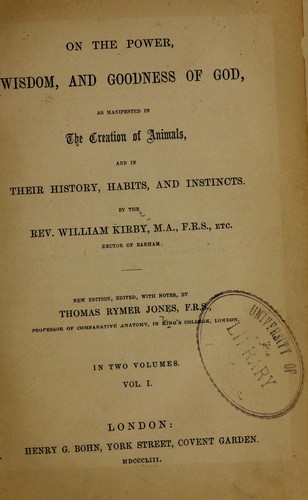 ON THE POWER,
WISDOM, AND GOODNESS OF GOD,
AS MANIFESTED IN
The Creation of Animals,
AND IN
THEIR HISTORY, HABITS, AND INSTINCTS.
BY THE
REV. WILLIAM KIRBY, M.A., F.R.S., ETC.
RECTOR OF BARHAM.
NEW EDITION, EDITED, WITH NOTES, BY
THOMAS RYMER JONES, F.R.S.,
PROFESSOR OF COMPARATIVE ANATOMY, IN KING'S COLLEGE, LONDON.
UNIVERSITY OF
LIBRARY
IN TWO VOLUMES.
VOL. I.
LONDON:
HENRY G. BOHN, YORK STREET, COVENT GARDEN.
MDCCCLIII.